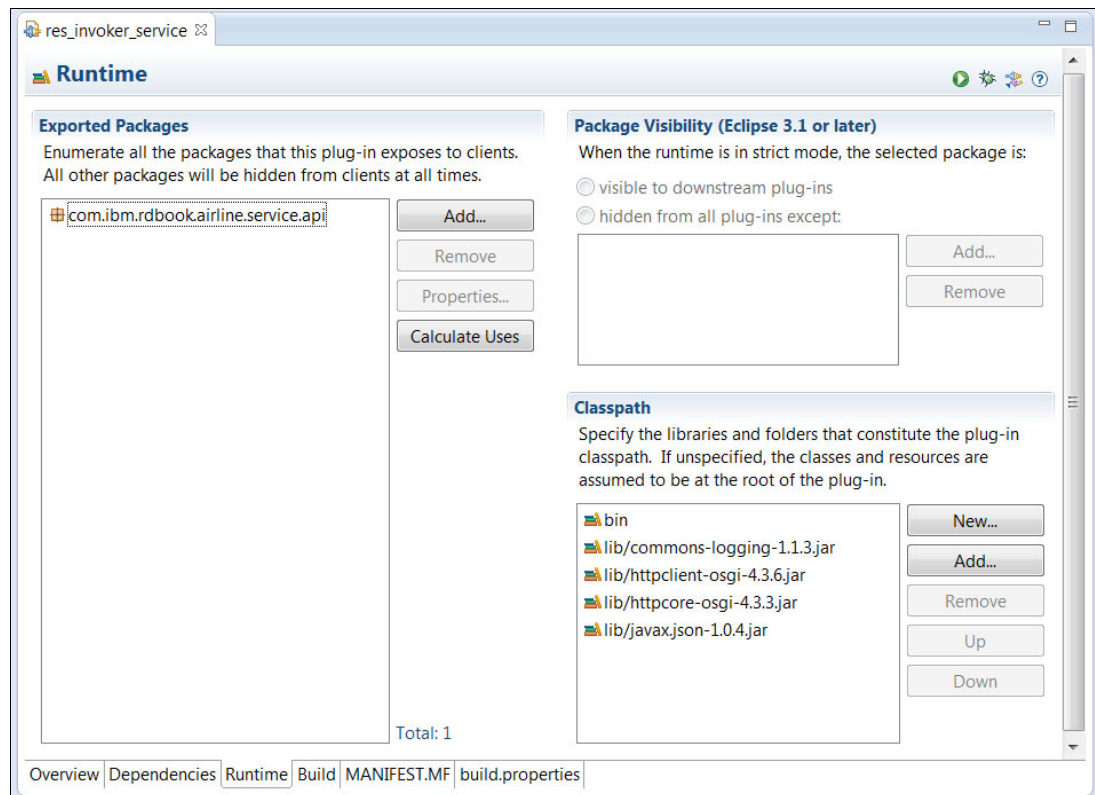 res_invoker_service
Runtime
Exported Packages
Enumerate all the packages that this plug-in exposes to clients.
All other packages will be hidden from clients at all times.
com.ibm.rdbook.airline.service.api
Add...
Remove
Properties...
Calculate Uses
Total: 1
Package Visibility (Eclipse 3.1 or later)
When the runtime is in strict mode, the selected package is:
visible to downstream plug-ins
hidden from all plug-ins except:
Add...
Remove
Classpath
Specify the libraries and folders that constitute the plug-in
classpath. If unspecified, the classes and resources are
assumed to be at the root of the plug-in.
bin
lib/commons-logging-1.1.3.jar
lib/httpclient-osgi-4.3.6.jar
lib/httpcore-osgi-4.3.3.jar
lib/javax.json-1.0.4.jar
New...
Add...
Remove
Up
Down
Overview Dependencies Runtime Build MANIFEST.MF build.properties